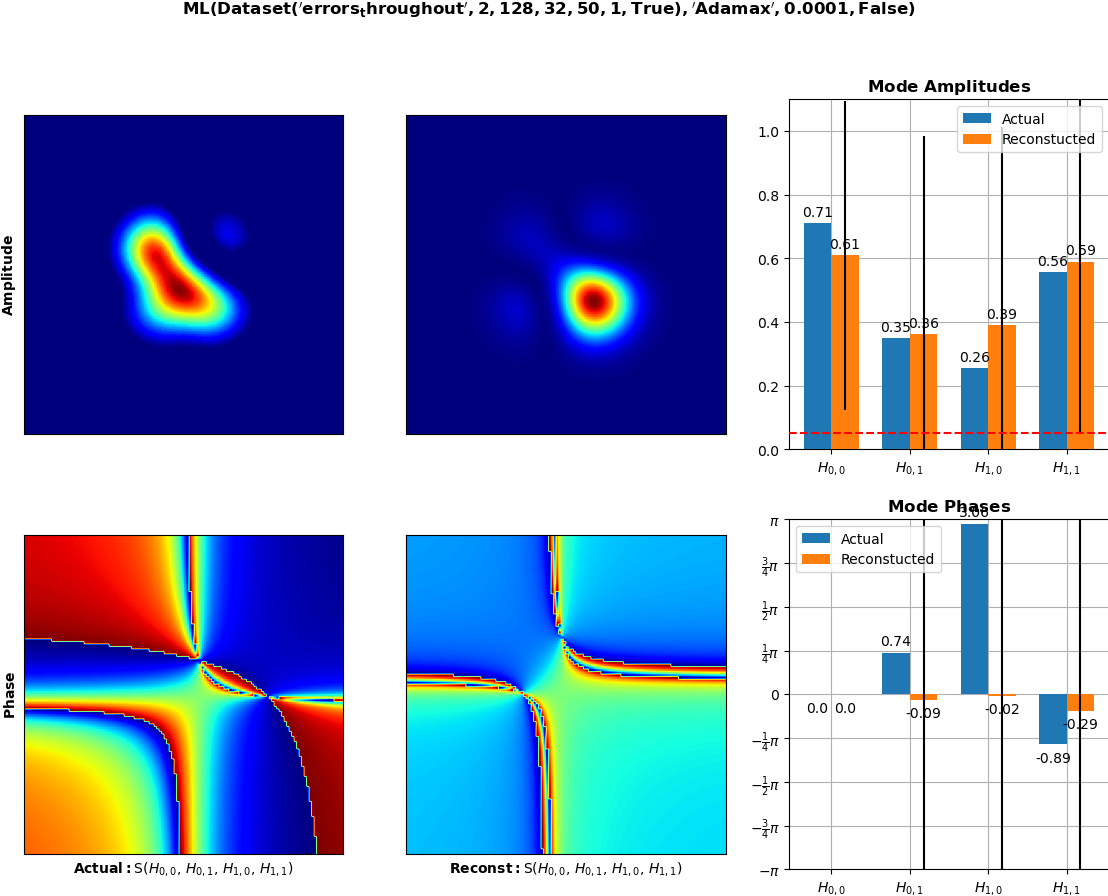 ML(Dataset('errors_throughout', 2, 128, 32, 50, 1, True), 'Adamax', 0.0001, False)
Mode Amplitudes
Amplitude
1.0
0.8
0.6
0.4
0.2
0.0
Actual
Reconstucted
0.71
0.61
0.35
0.36
0.26
0.39
0.56
0.59
H0,0
H0,1
H1,0
H1,1
Mode Phases
Phase
π
3/4π
1/2π
1/4π
0
−1/4π
−1/2π
−3/4π
−π
Actual
Reconstucted
0.0
0.0
0.74
-0.09
3.06
-0.02
-0.89
-0.29
H0,0
H0,1
H1,0
H1,1
Actual: S(H0,0, H0,1, H1,0, H1,1)
Reconst: S(H0,0, H0,1, H1,0, H1,1)